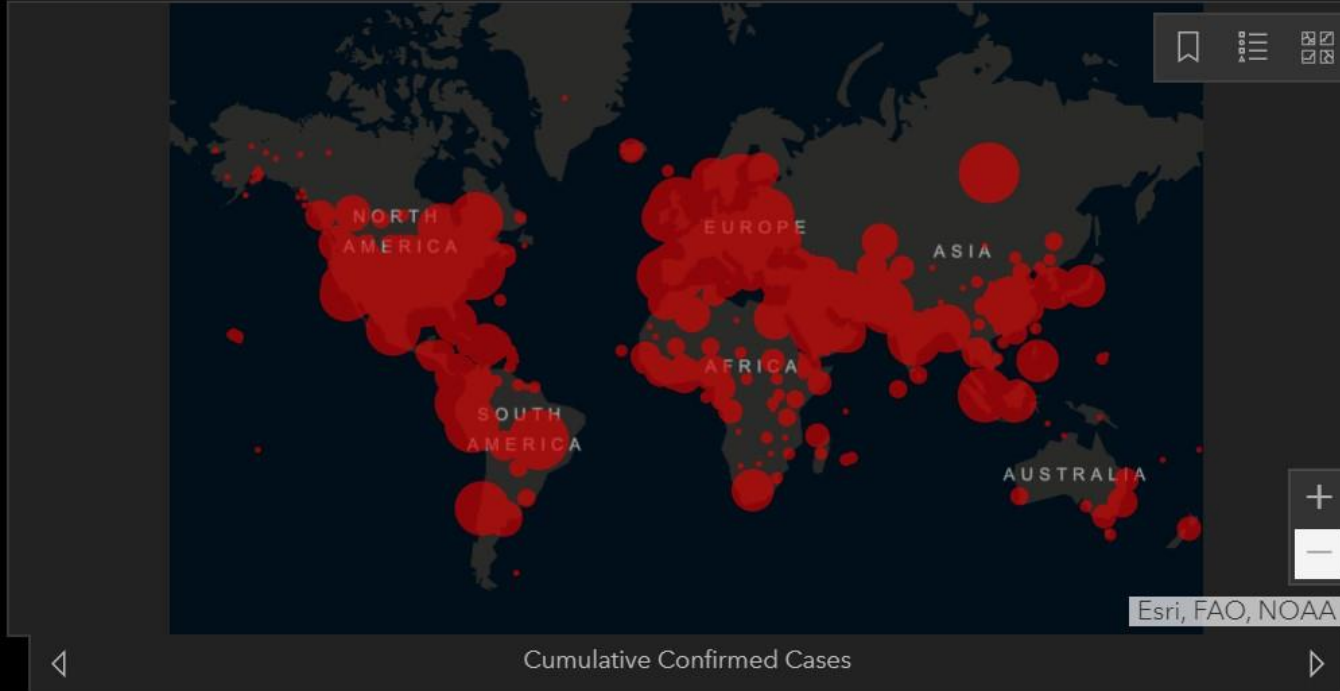 NORTH
AMERICA
EUROPE
ASIA
AFRICA
SOUTH
AMERICA
AUSTRALIA
Esri, FAO, NOAA
Cumulative Confirmed Cases